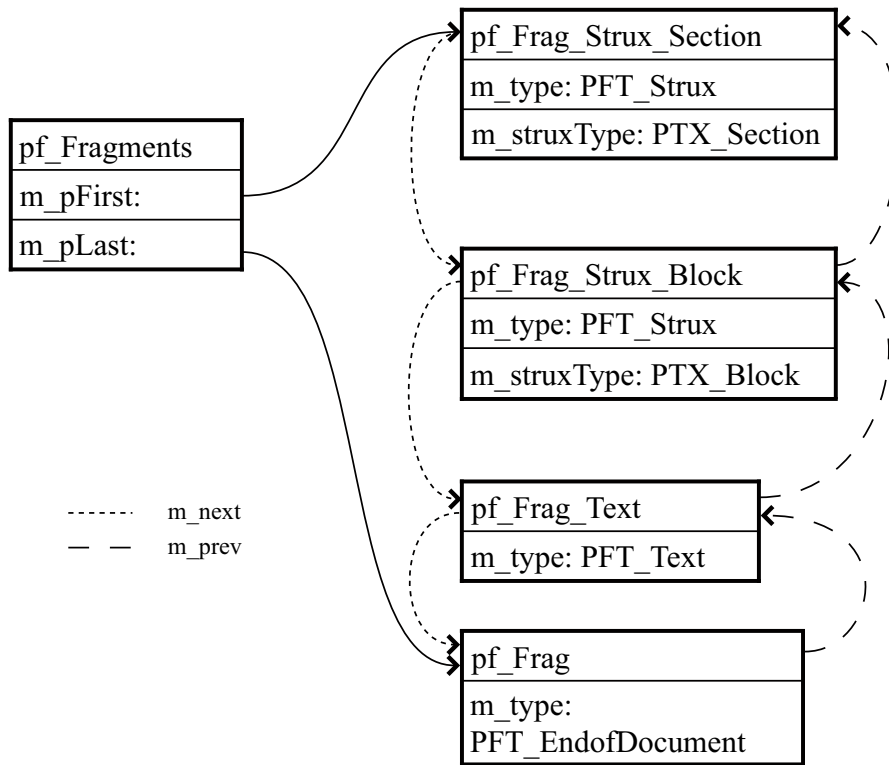 pf_Fragments
m_pFirst:
m_pLast:
pf_Frag_Strux_Section
m_type: PFT_Strux
m_struxType: PTX_Section
pf_Frag_Strux_Block
m_type: PFT_Strux
m_struxType: PTX_Block
pf_Frag_Text
m_type: PFT_Text
pf_Frag
m_type:
PFT_EndofDocument
m_next
m_prev